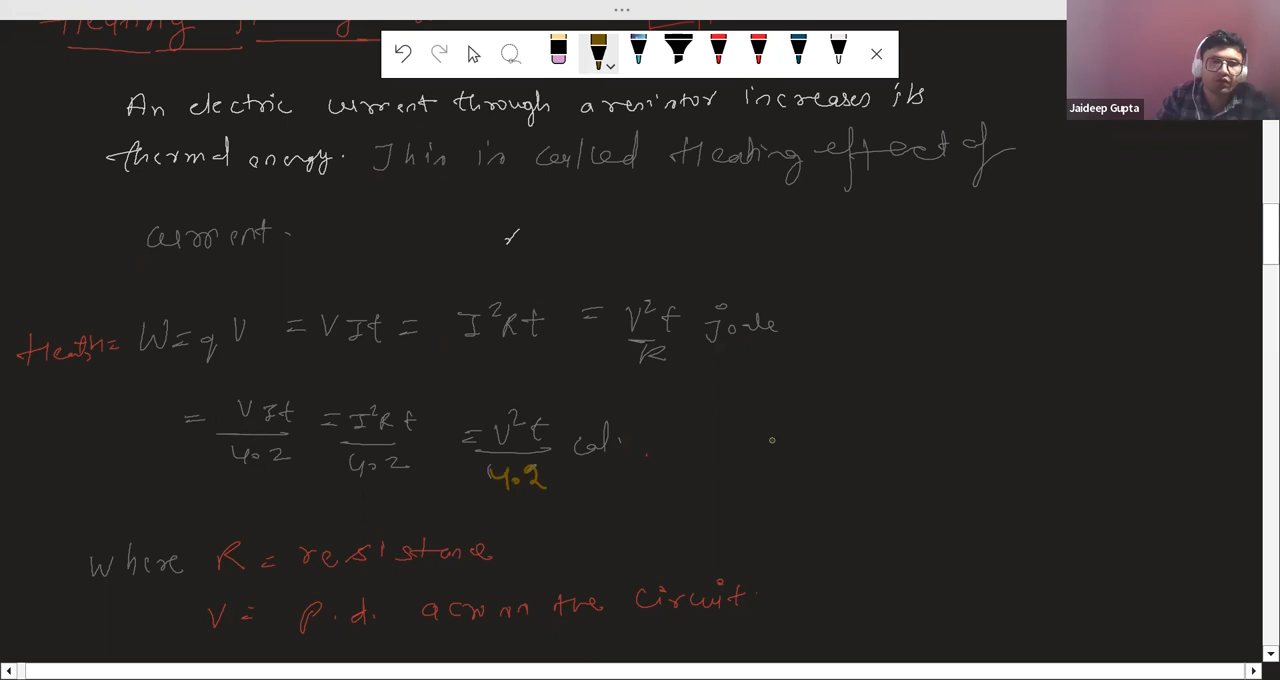 Heating
An electric current through a resistor increases its
thermal energy. This is called Heating effect of
current.
Heat H = W = qV = VIt = I²Rt = V²t/R joule
= VIt/4.2 = I²Rt/4.2 = V²t/4.2 cal.
Where R = resistance
V = p.d. across the circuit.
Jaideep Gupta